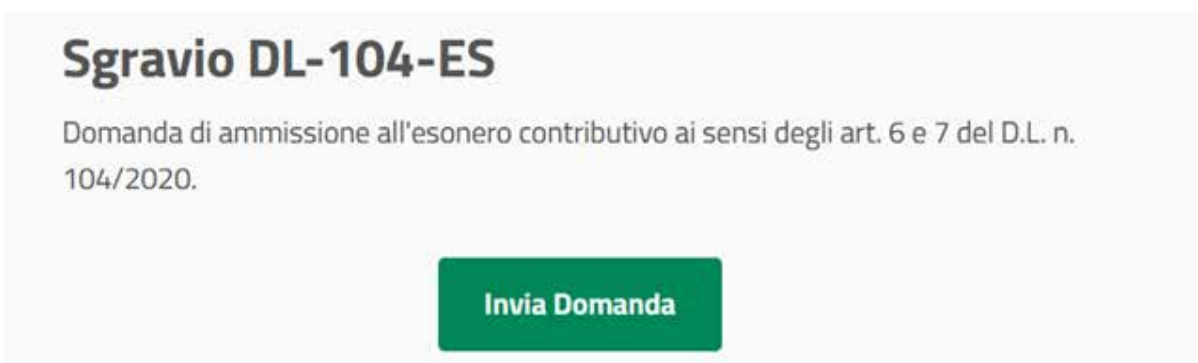 Sgravio DL-104-ES
Domanda di ammissione all'esonero contributivo ai sensi degli art. 6 e 7 del D.L. n.
104/2020.
Invia Domanda